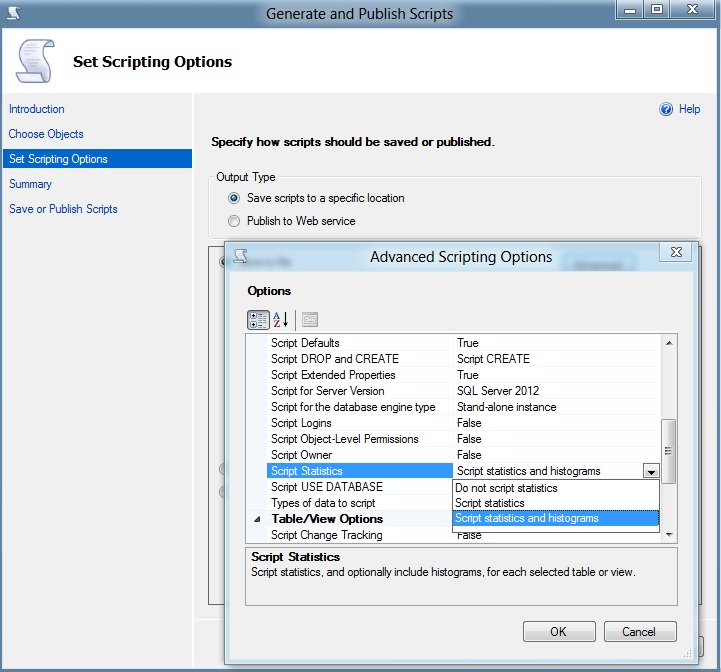 Generate and Publish Scripts
Set Scripting Options
Introduction
Choose Objects
Set Scripting Options
Summary
Save or Publish Scripts
Help
Specify how scripts should be saved or published.
Output Type
Save scripts to a specific location
Publish to Web service
Advanced Scripting Options
Options
Script Defaults True
Script DROP and CREATE Script CREATE
Script Extended Properties True
Script for Server Version SQL Server 2012
Script for the database engine type Stand-alone instance
Script Logins False
Script Object-Level Permissions False
Script Owner False
Script Statistics Script statistics and histograms
Script USE DATABASE
Do not script statistics
Types of data to script
Script statistics
Script statistics and histograms
Table/View Options
Script Change Tracking False
Script Statistics
Script statistics, and optionally include histograms, for each selected table or view.
OK Cancel